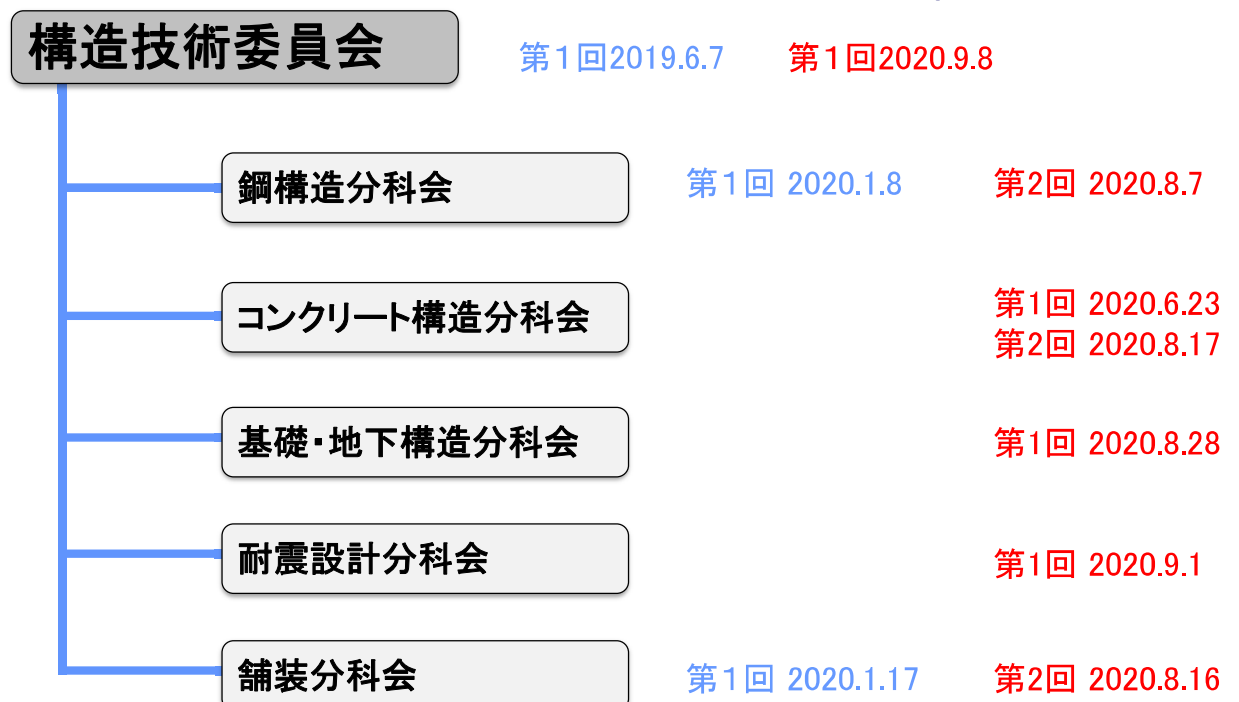 構造技術委員会 第1回2019.6.7 第1回2020.9.8
鋼構造分科会 第1回 2020.1.8 第2回 2020.8.7
コンクリート構造分科会 第1回 2020.6.23
第2回 2020.8.17
基礎・地下構造分科会 第1回 2020.8.28
耐震設計分科会 第1回 2020.9.1
舗装分科会 第1回 2020.1.17 第2回 2020.8.16